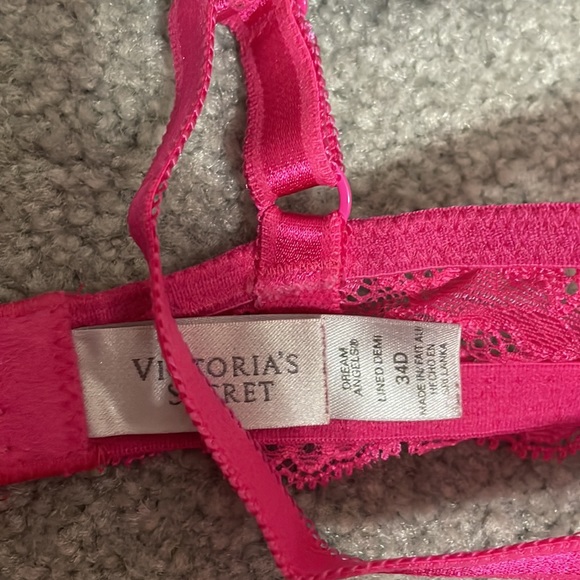 VICTORIA'S
SECRET
DREAM
ANGELS®
LINED DEMI
34D
MADE IN/FAIT AU/
HECHO EN
SRI LANKA